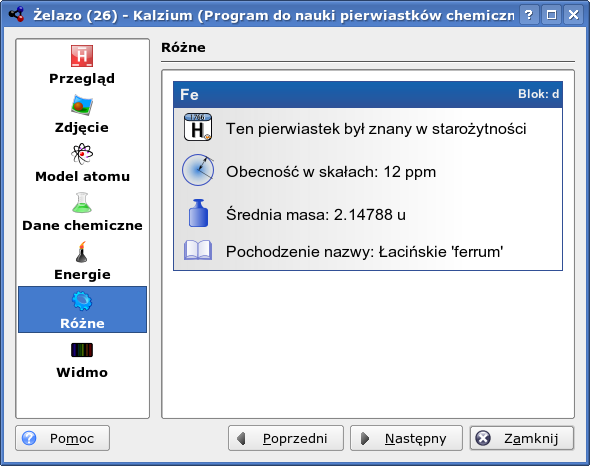 Żelazo (26) - Kalzium (Program do nauki pierwiastków chemiczn
Różne
H
Przegląd
Zdjęcie
Model atomu
Dane chemiczne
Energie
Różne
Widmo
Fe
Blok: d
1766
H
Ten pierwiastek był znany w starożytności
Obecność w skałach: 12 ppm
Średnia masa: 2.14788 u
Pochodzenie nazwy: Łacińskie 'ferrum'
Pomoc
Poprzedni
Następny
Zamknij